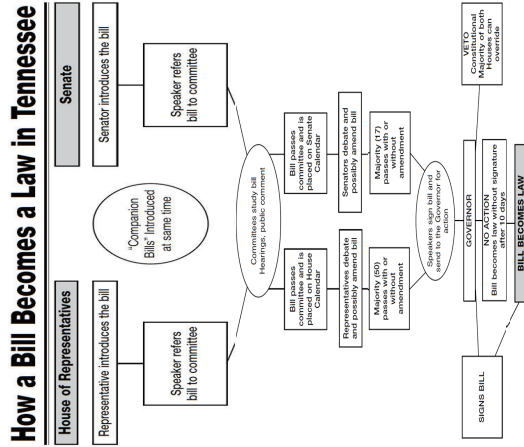 How a Bill Becomes a Law in Tennessee
House of Representatives
Senate
Representative introduces the bill
"Companion
Bills" Introduced
at same time
Senator introduces the bill
Speaker refers
bill to committee
Speaker refers
bill to committee
Committees study bill
Hearings, public comment
Bill passes
committee and is
placed on House
Calendar
Bill passes
committee and is
placed on Senate
Calendar
Representatives debate
and possibly amend bill
Senators debate and
possibly amend bill
Majority (50)
passes with or
without
amendment
Majority (17)
passes with or
without
amendment
Speakers sign bill and
send to the Governor for
action
GOVERNOR
SIGNS BILL
NO ACTION
Bill becomes law without signature
after 10 days
VETO
Constitutional
Majority of both
Houses can
override
BILL BECOMES LAW